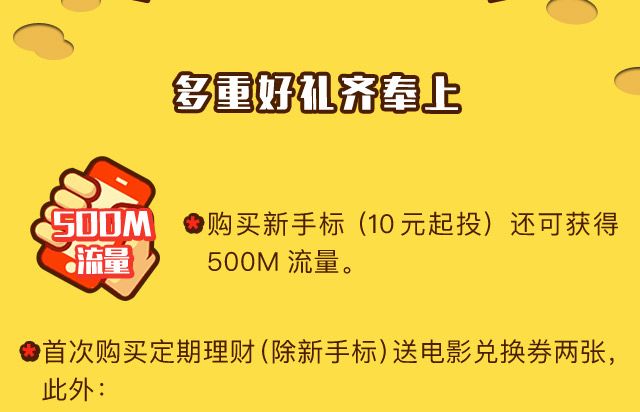 多重好礼齐奉上
500M
流量
购买新手标（10 元起投）还可获得
500M 流量。
首次购买定期理财（除新手标）送电影兑换券两张，
此外：